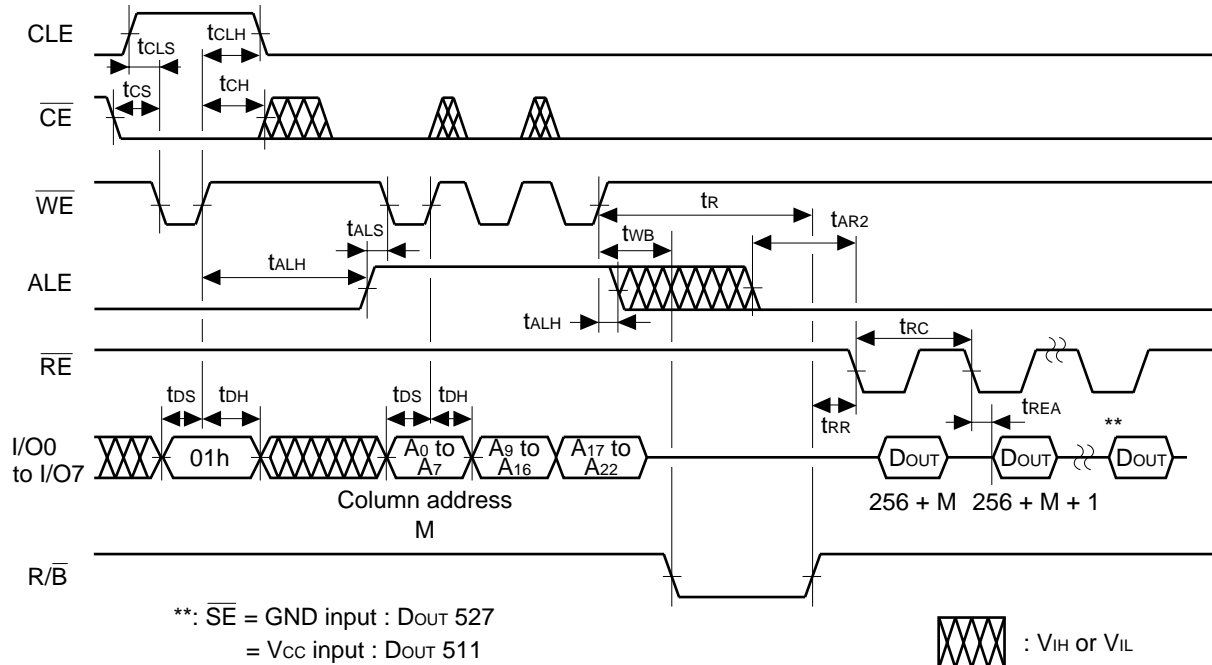 CLE
tCLS
tCLH
tCS
tCH
CE
WE
tALS
tR
tWB
tAR2
tALH
ALE
tALH
tRC
RE
tDS
tDH
tDS
tDH
tRR
tREA
**
I/O0
to I/O7
01h
A0 to
A7
A9 to
A16
A17 to
A22
DOUT
DOUT
DOUT
Column address
M
256 + M
256 + M + 1
R/B
**: SE = GND input : DOUT 527
= VCC input : DOUT 511
: VIH or VIL